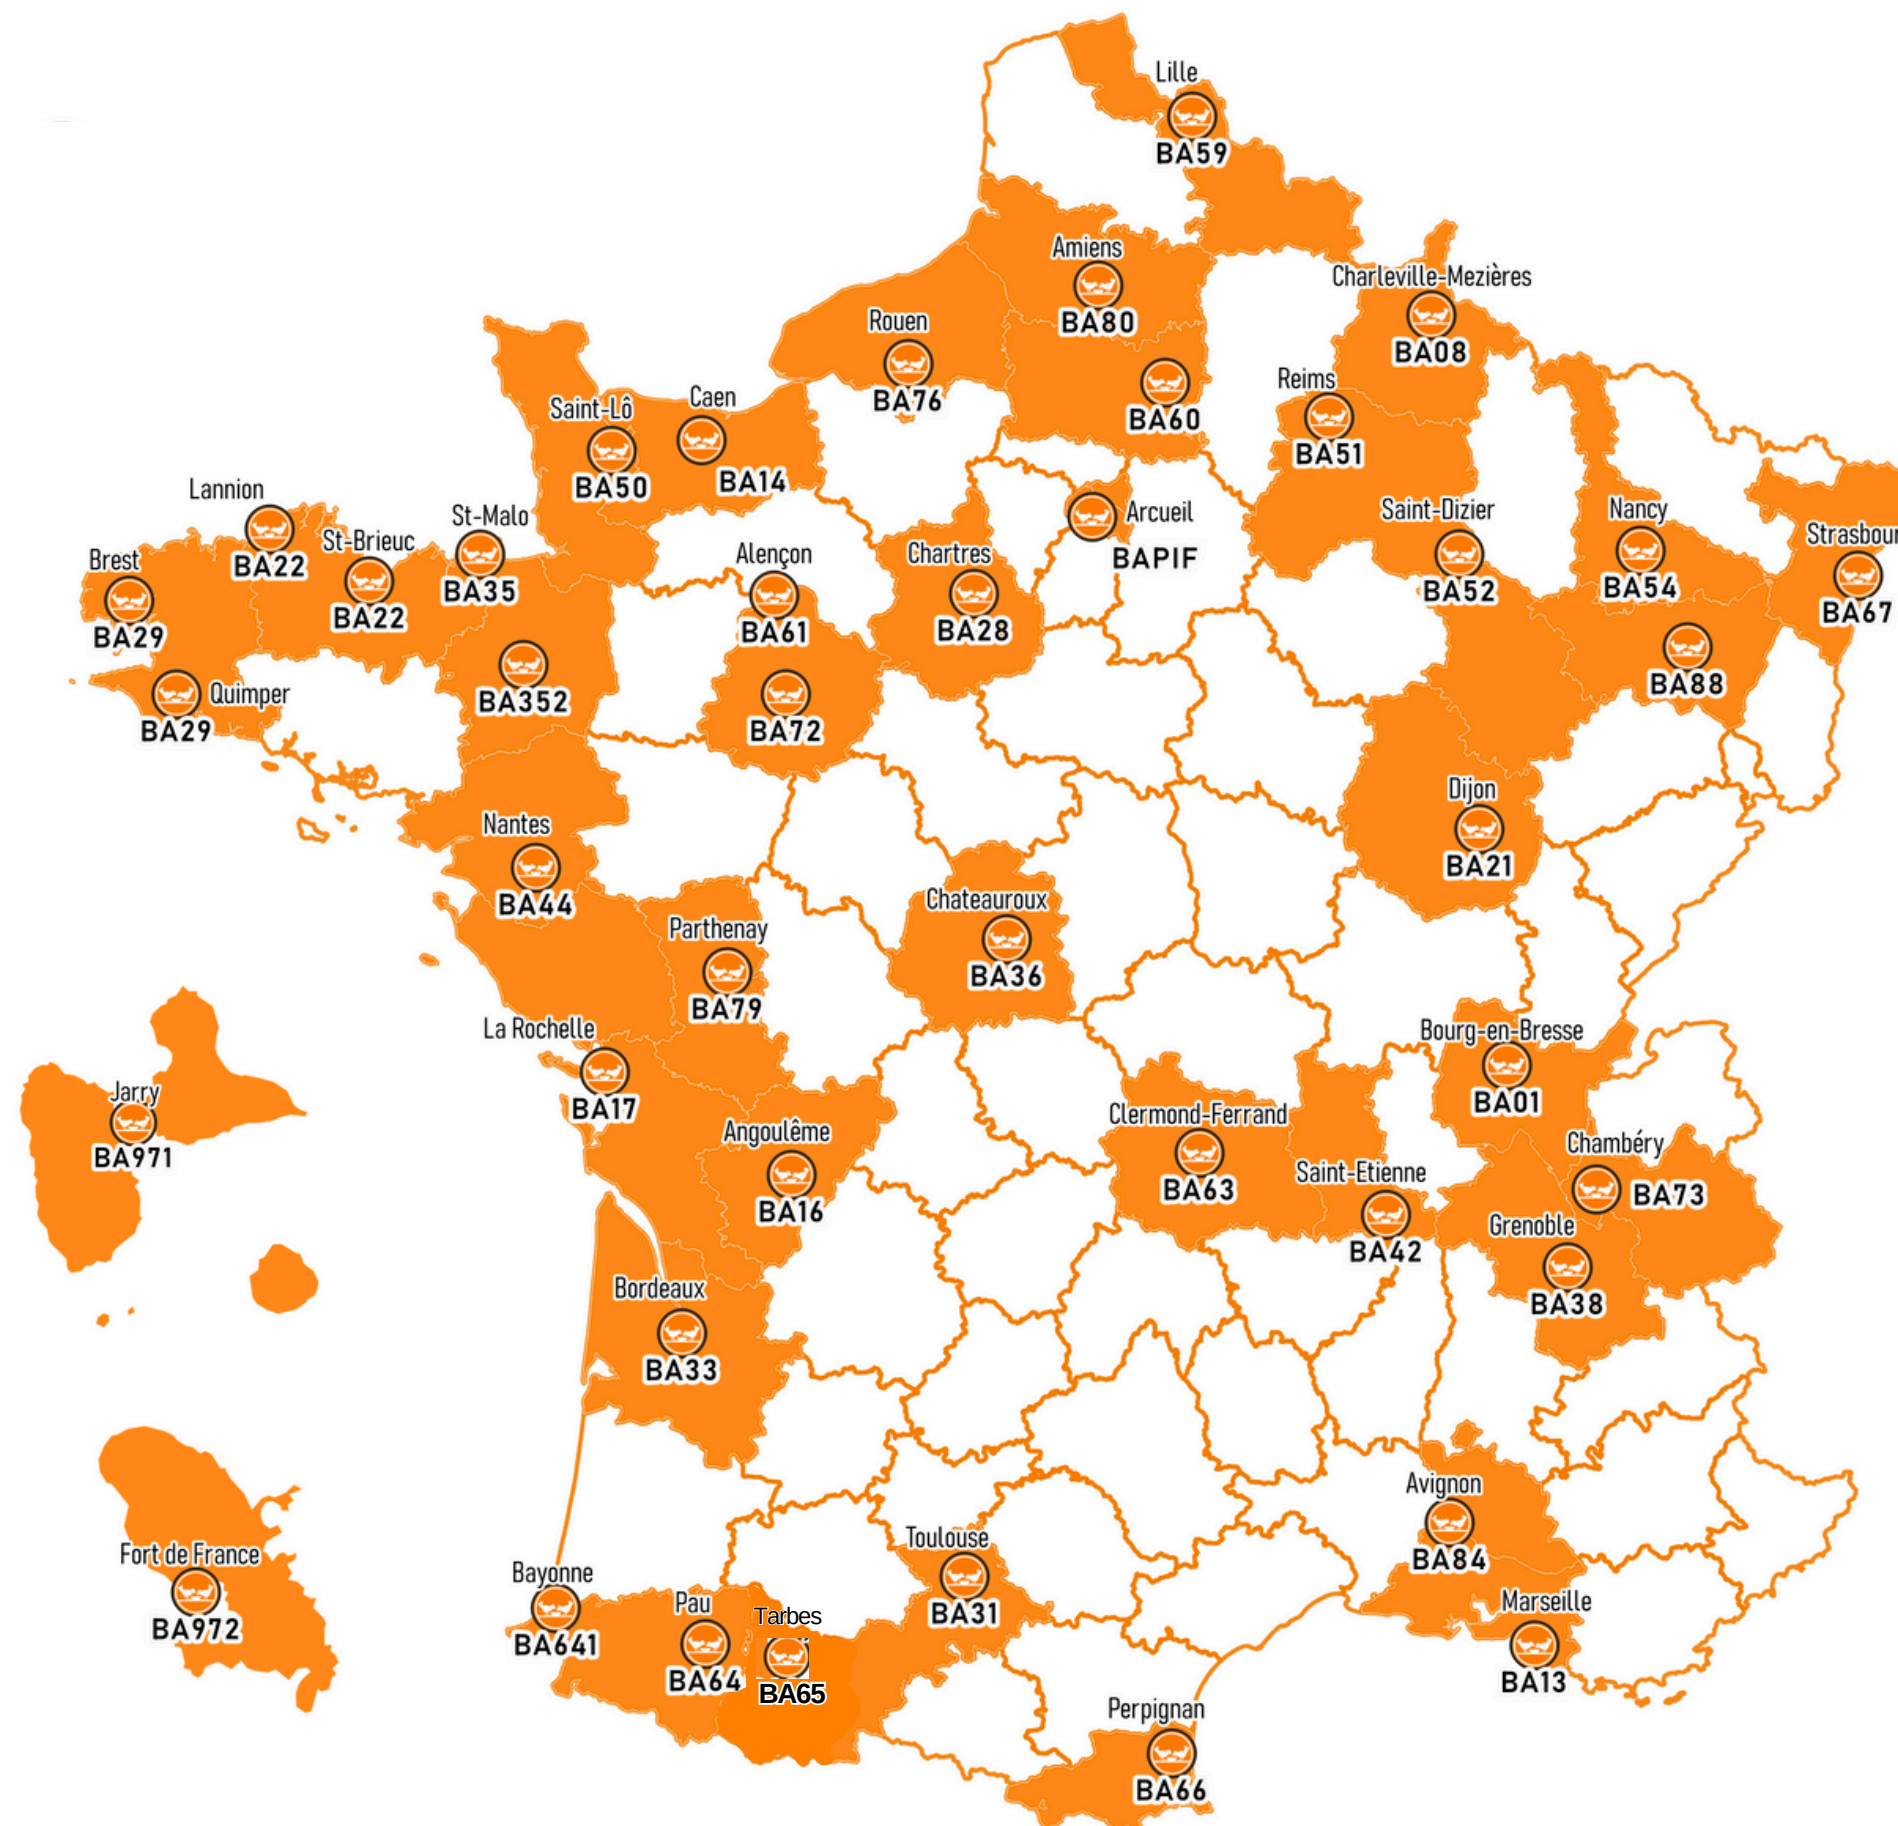 Lille
BA59
Amiens
BA80
Charleville-Mezières
BA08
Rouen
BA76
BA60
Reims
BA51
Saint-Lô
BA50
Caen
BA14
Lannion
BA22
St-Brieuc
BA22
St-Malo
BA35
Brest
BA29
Quimper
BA29
BA352
Alençon
BA61
BA72
Chartres
BA28
Arcueil
BAPIF
Saint-Dizier
BA52
Nancy
BA54
Strasbour
BA67
BA88
Nantes
BA44
Dijon
BA21
Parthenay
BA79
Chateauroux
BA36
La Rochelle
BA17
Bourg-en-Bresse
BA01
Jarry
BA971
Angoulême
BA16
Clermond-Ferrand
BA63
Saint-Etienne
BA42
Chambéry
BA73
Grenoble
BA38
Bordeaux
BA33
Avignon
BA84
Fort de France
BA972
Bayonne
BA641
Pau
BA64
Tarbes
BA65
Toulouse
BA31
Marseille
BA13
Perpignan
BA66